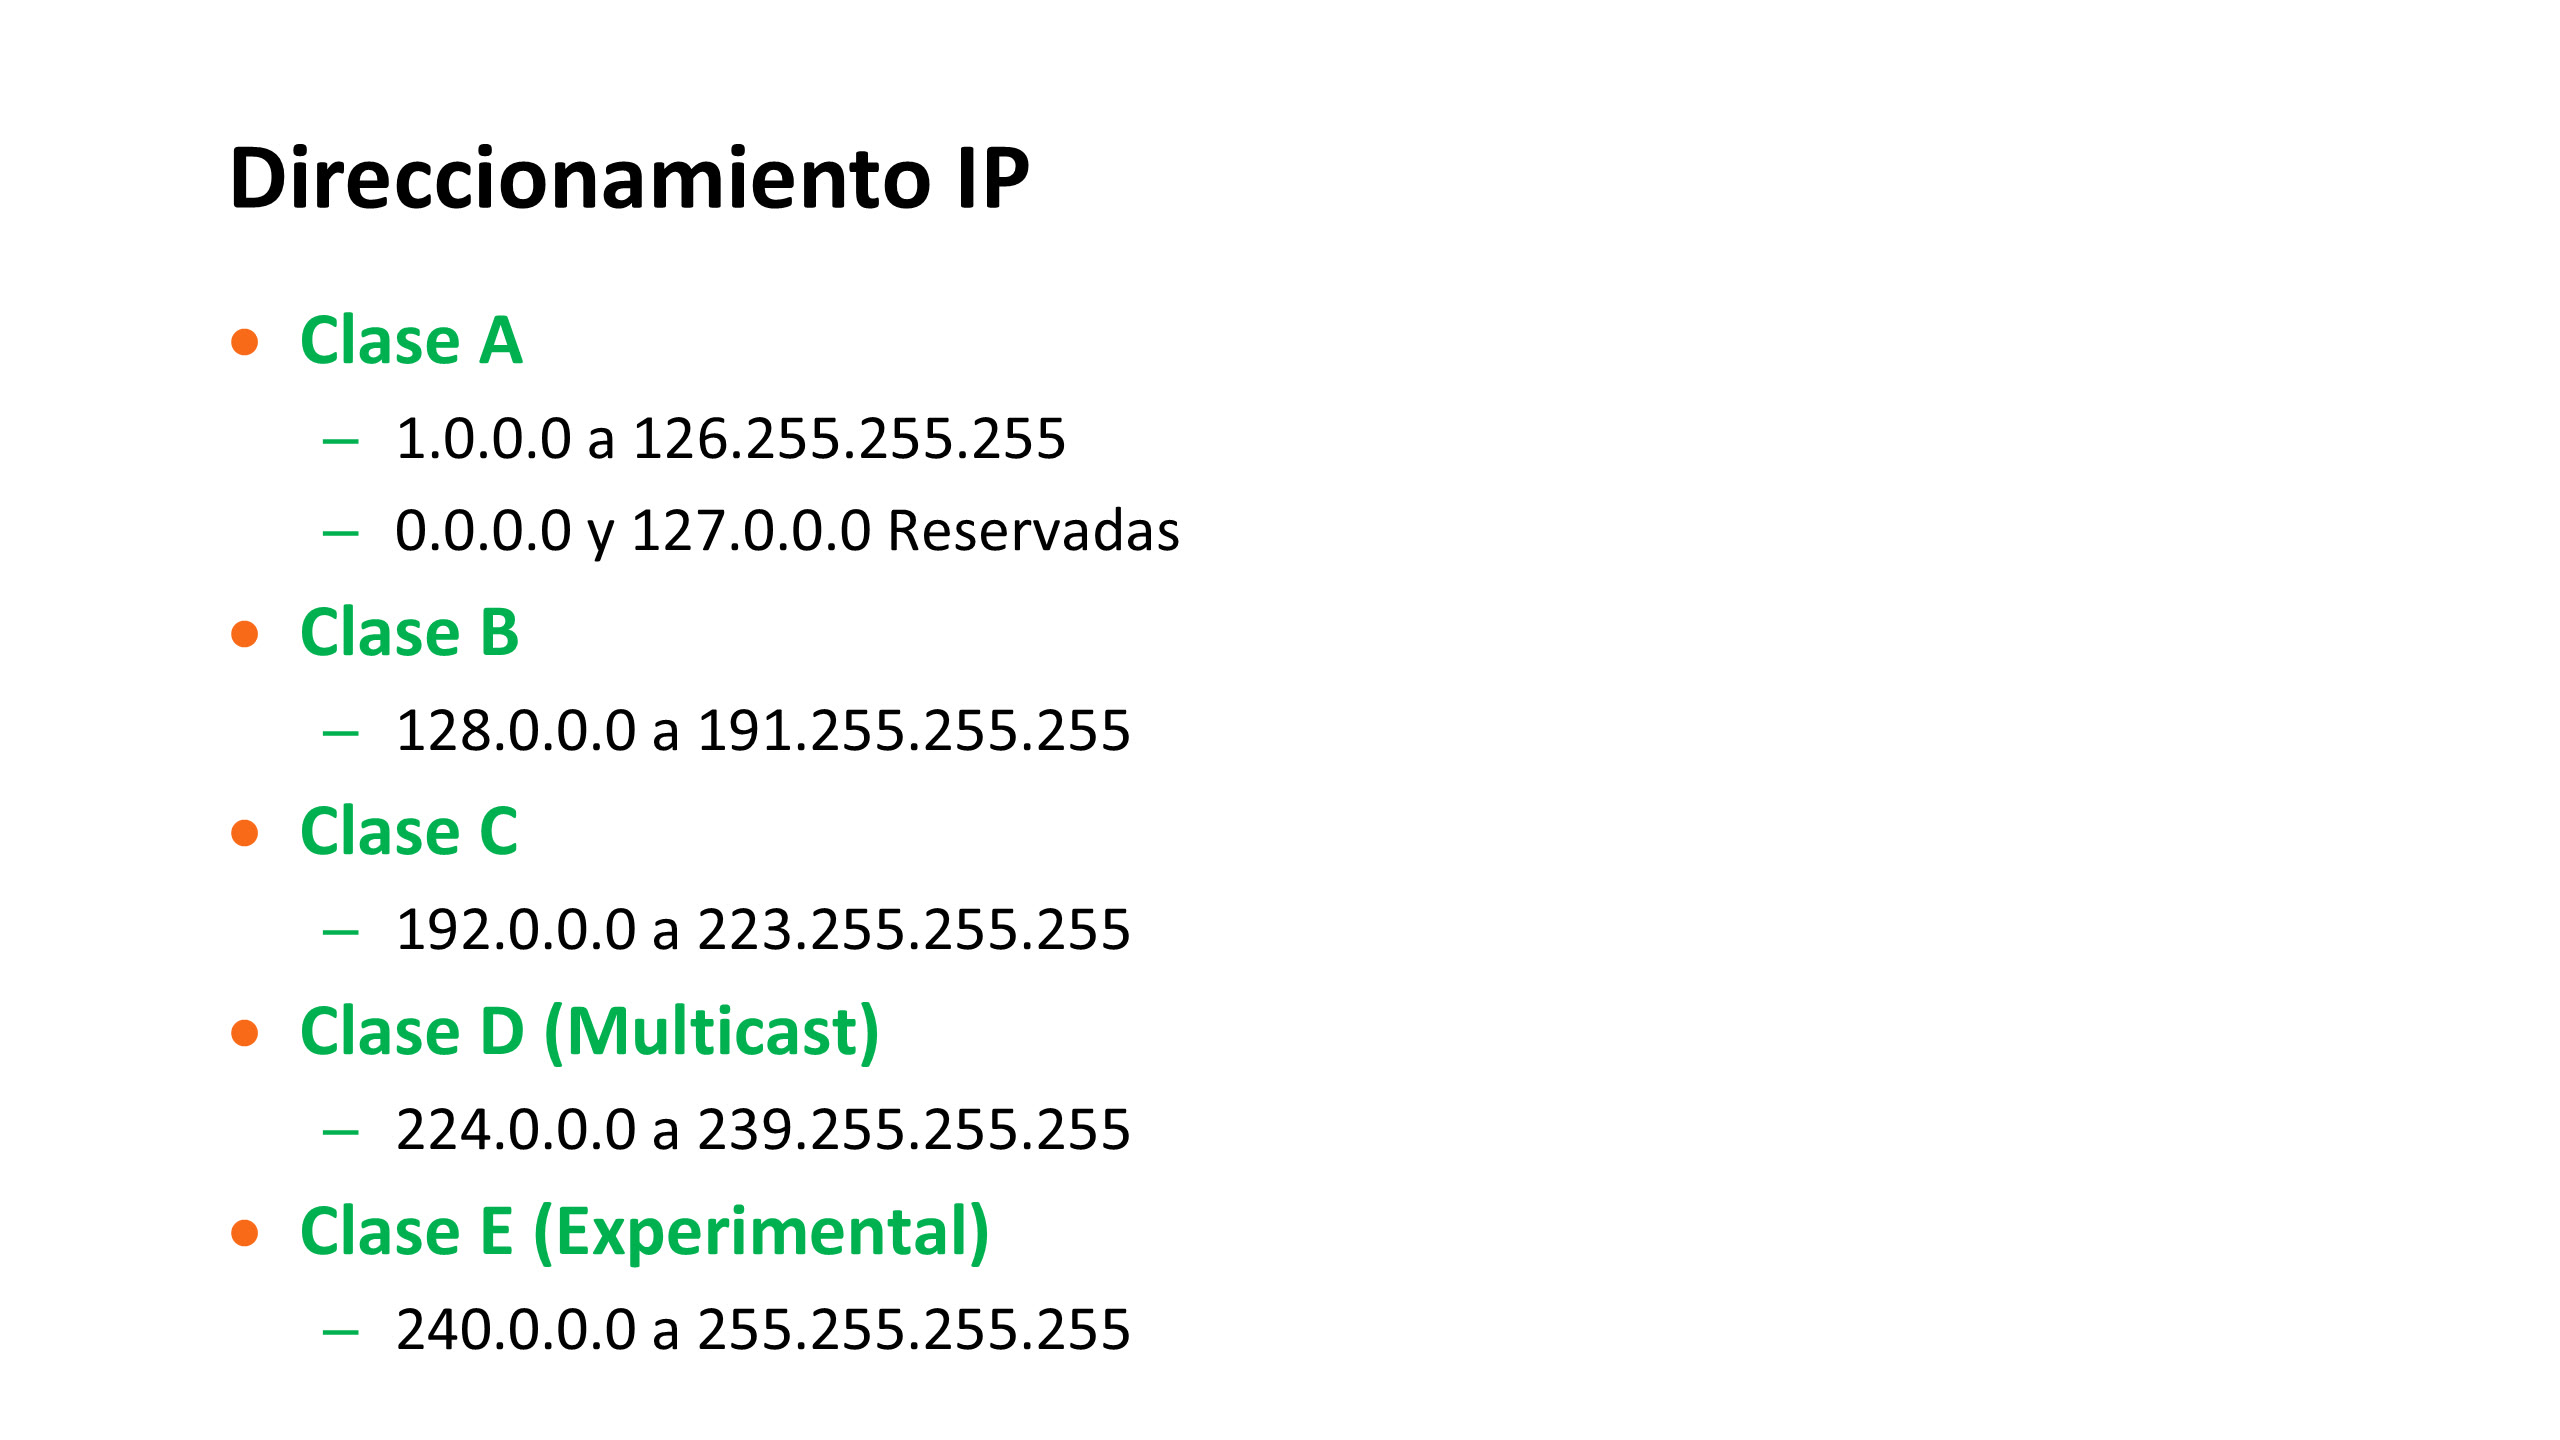 Direccionamiento IP
• Clase A
– 1.0.0.0 a 126.255.255.255
– 0.0.0.0 y 127.0.0.0 Reservadas
• Clase B
– 128.0.0.0 a 191.255.255.255
• Clase C
– 192.0.0.0 a 223.255.255.255
• Clase D (Multicast)
– 224.0.0.0 a 239.255.255.255
• Clase E (Experimental)
– 240.0.0.0 a 255.255.255.255